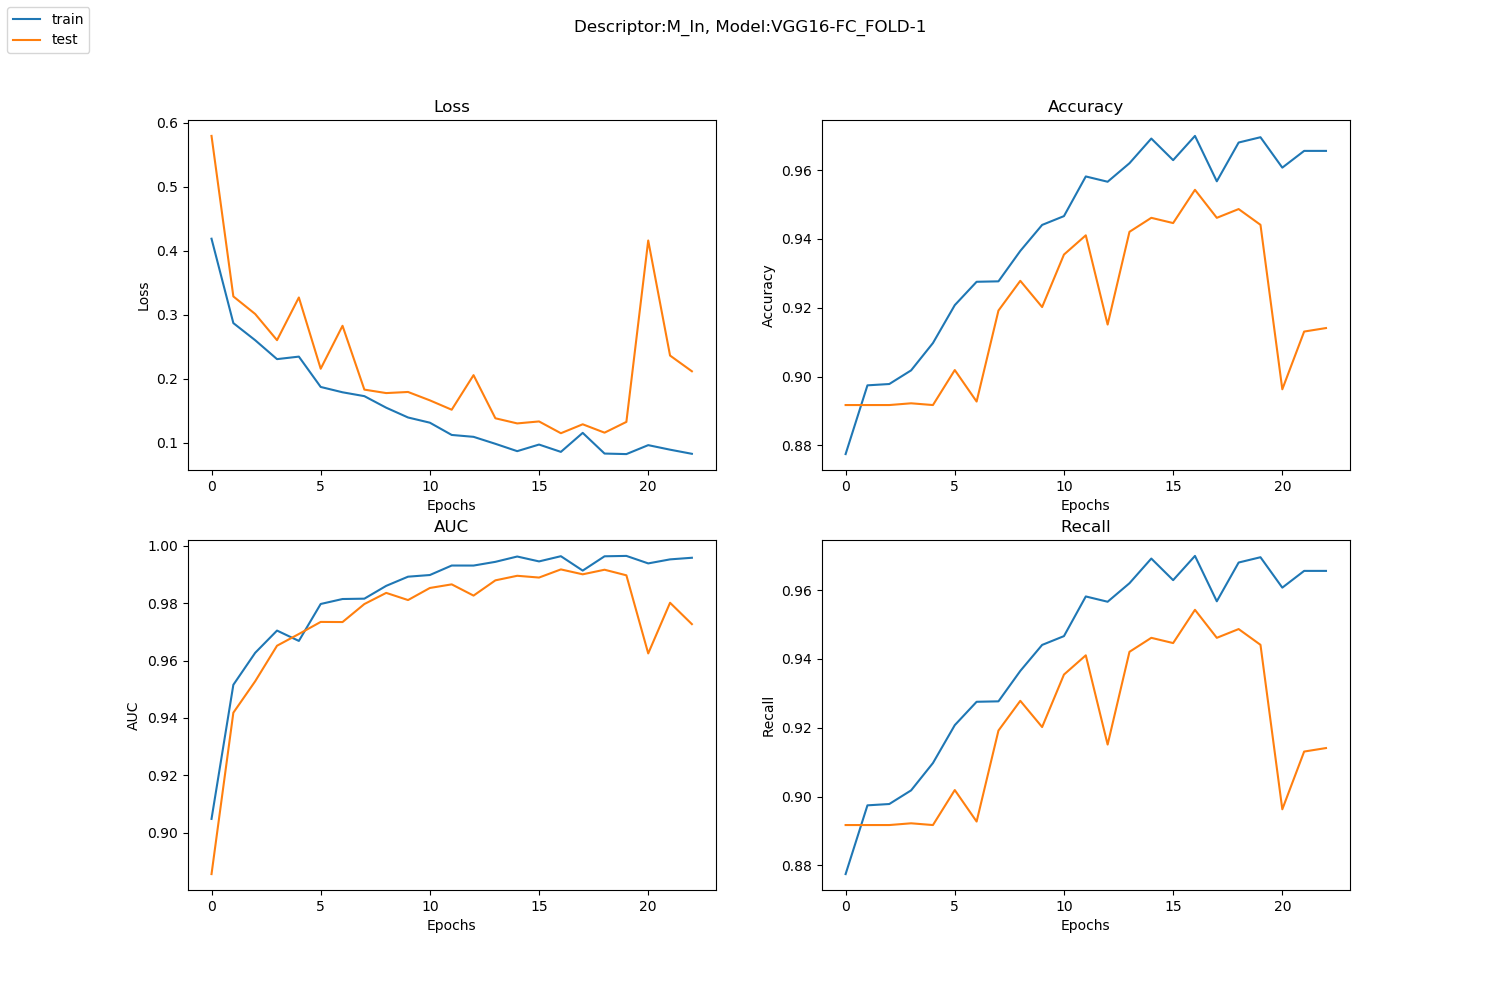 train
test
Descriptor:M_In, Model:VGG16-FC_FOLD-1
Loss
0.6
0.5
0.4
0.3
0.2
0.1
Loss
0 5 10 15 20
Epochs
Accuracy
0.96
0.94
0.92
0.90
0.88
Accuracy
0 5 10 15 20
Epochs
AUC
1.00
0.98
0.96
0.94
0.92
0.90
AUC
0 5 10 15 20
Epochs
Recall
0.96
0.94
0.92
0.90
0.88
Recall
0 5 10 15 20
Epochs